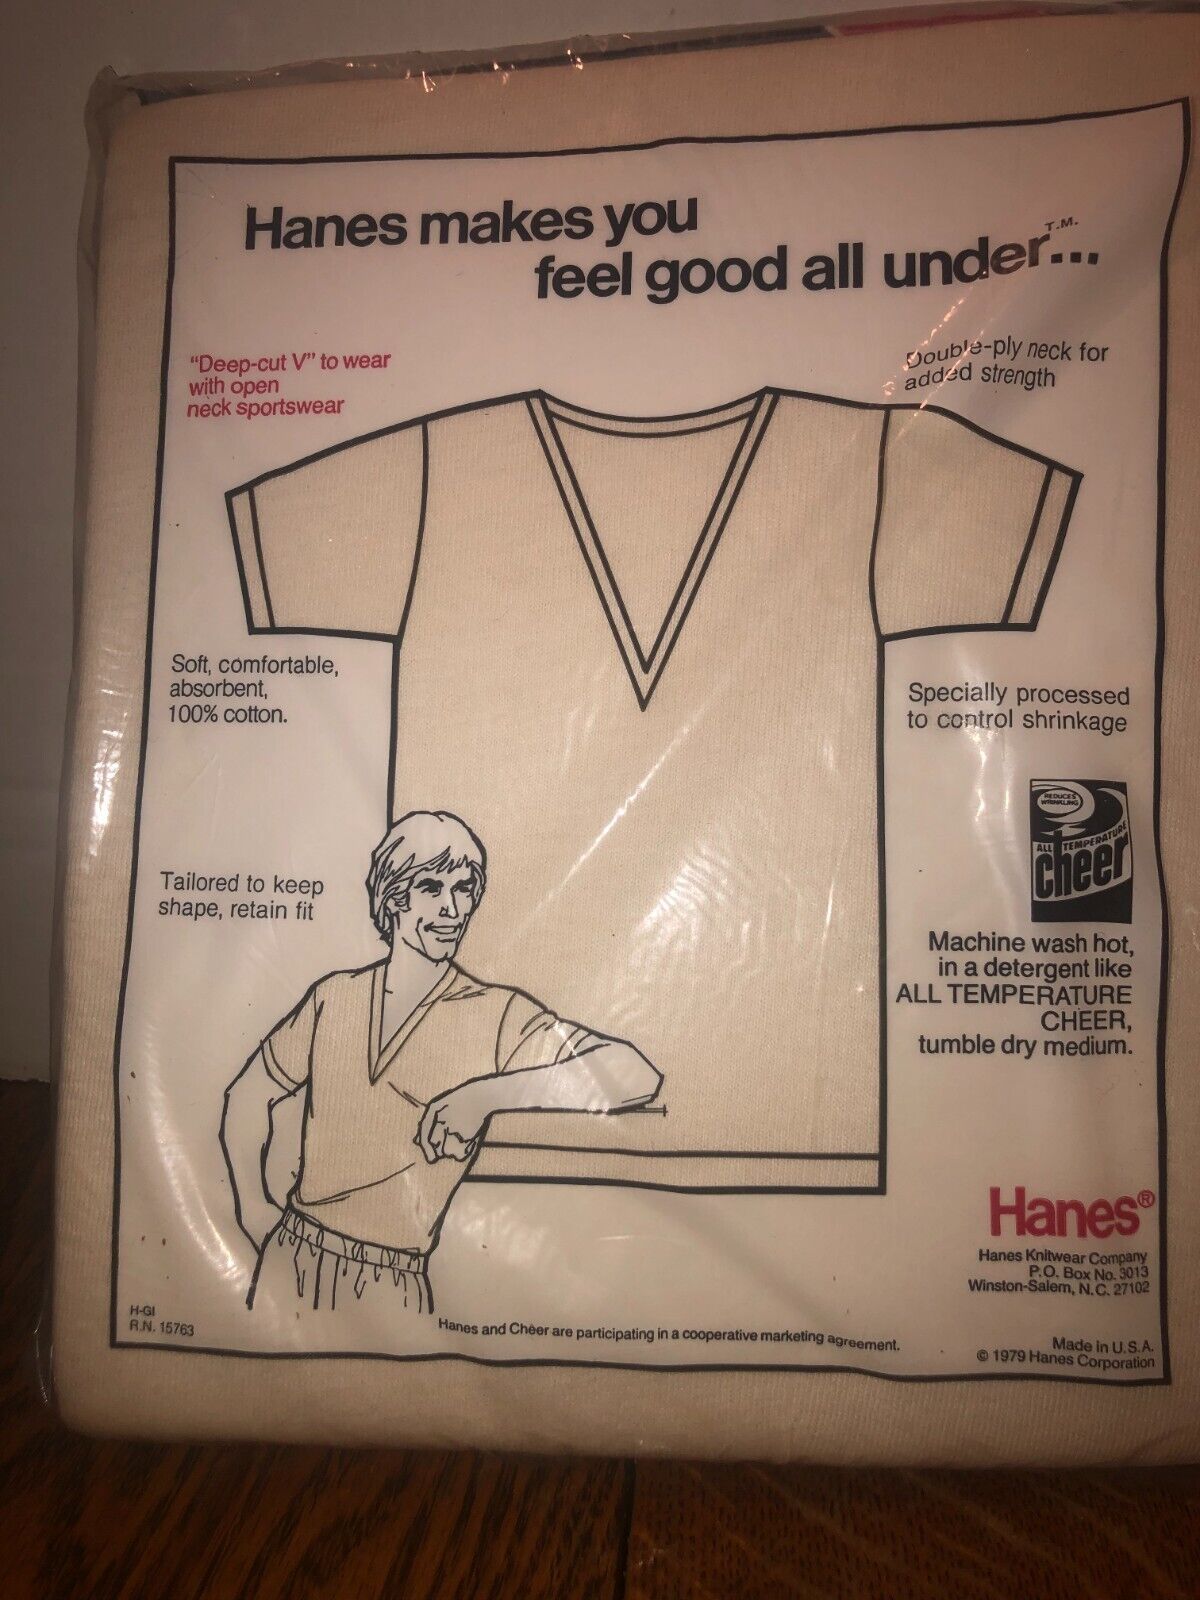 Hanes makes you
feel good all under...T.M.
"Deep-cut V" to wear
with open
neck sportswear
Double-ply neck for
added strength
Soft, comfortable,
absorbent,
100% cotton.
Specially processed
to control shrinkage
REDUCES
WRINKLING
ALL TEMPERATURE
cheer
Tailored to keep
shape, retain fit
Machine wash hot,
in a detergent like
ALL TEMPERATURE
CHEER,
tumble dry medium.
Hanes®
Hanes Knitwear Company
P.O. Box No. 3013
Winston-Salem, N.C. 27102
H-GI
R.N. 15763
Hanes and Cheer are participating in a cooperative marketing agreement.
Made in U.S.A.
© 1979 Hanes Corporation